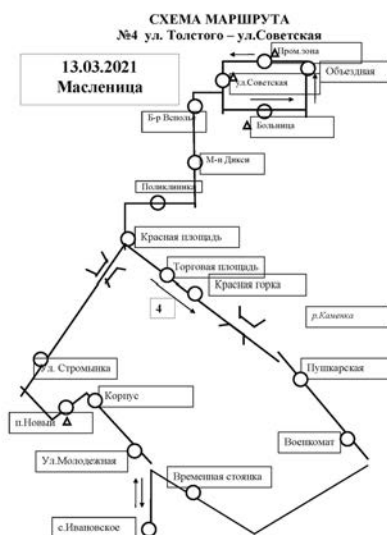 СХЕМА МАРШРУТА
№4 ул. Толстого – ул.Советская
13.03.2021
Масленица
Пром.зона
Объездная
ул.Советская
Б-р Всполье
Больница
М-н Дикси
Поликлиника
Красная площадь
Торговая площадь
Красная горка
4
р.Каменка
Ул. Стромынка
Пушкарская
Корпус
п.Новый
Военкомат
Ул.Молодежная
Временная стоянка
с.Ивановское